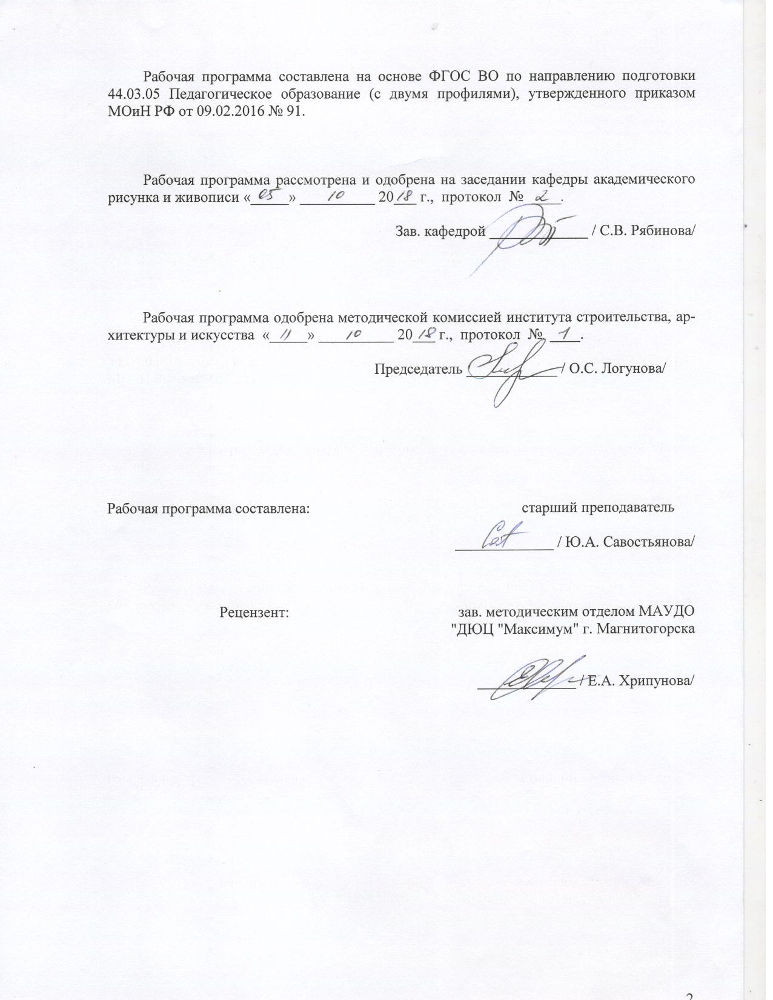 Рабочая программа составлена на основе ФГОС ВО по направлению подготовки
44.03.05 Педагогическое образование (с двумя профилями), утвержденного приказом
МОиН РФ от 09.02.2016 № 91.
Рабочая программа рассмотрена и одобрена на заседании кафедры академического
рисунка и живописи « 05 » 10 2018 г., протокол № 2.
Зав. кафедрой / С.В. Рябинова/
Рабочая программа одобрена методической комиссией института строительства, ар-
хитектуры и искусства « 11 » 10 2018 г., протокол № 1.
Председатель / О.С. Логунова/
Рабочая программа составлена: старший преподаватель
/ Ю.А. Савостьянова/
Рецензент: зав. методическим отделом МАУДО
"ДЮЦ "Максимум" г. Магнитогорска
/ Е.А. Хрипунова/
2